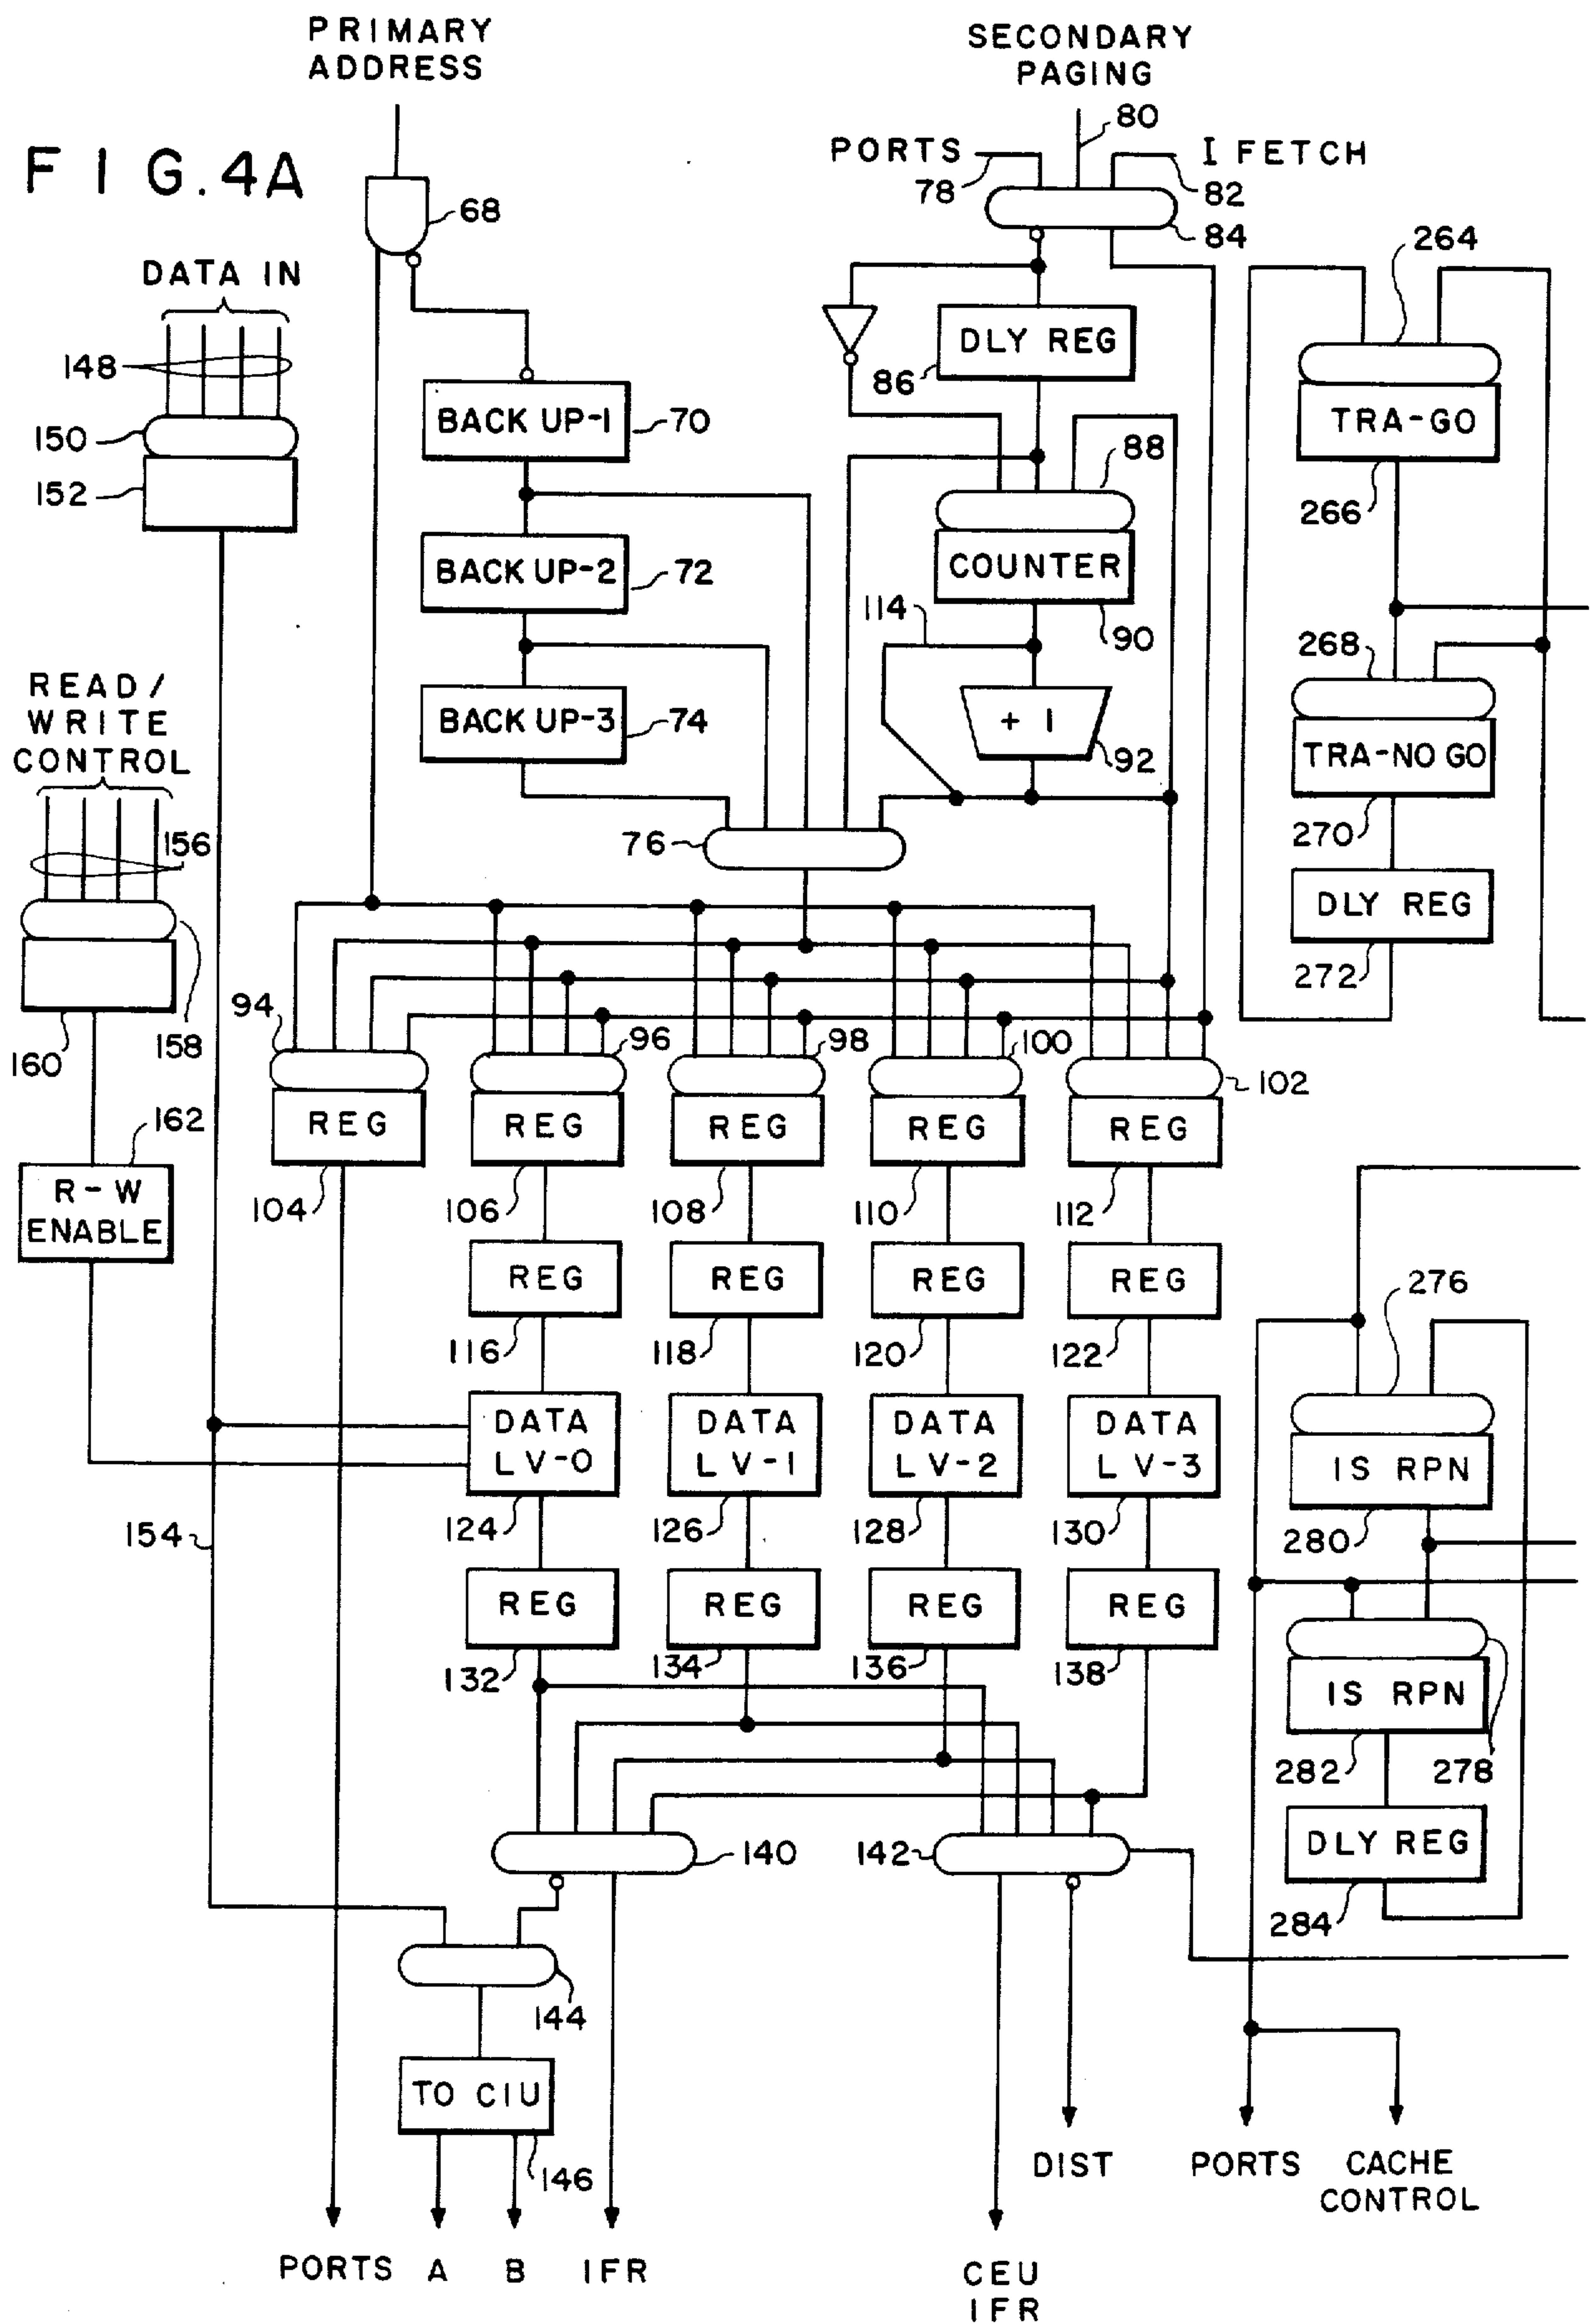 PRIMARY
ADDRESS
SECONDARY
PAGING
80
PORTS
I FETCH
78
82
FIG.4A
68
84
264
DATA IN
DLY REG
86
148
BACK UP-1
70
TRA-GO
150
88
152
266
BACK UP-2
72
COUNTER
114
90
268
READ/
WRITE
CONTROL
BACK UP-3
74
+ 1
92
TRA-NO GO
270
156
76
DLY REG
272
94
96
98
100
102
160
158
REG
REG
REG
REG
REG
162
R-W
ENABLE
104
106
108
110
112
REG
REG
REG
REG
276
116
118
120
122
DATA
LV-0
DATA
LV-1
DATA
LV-2
DATA
LV-3
IS RPN
154
124
126
128
130
280
REG
REG
REG
REG
132
134
136
138
IS RPN
282
278
140
142
DLY REG
284
144
TO CIU
146
DIST
PORTS
CACHE
CONTROL
PORTS
A
B
IFR
CEU
IFR